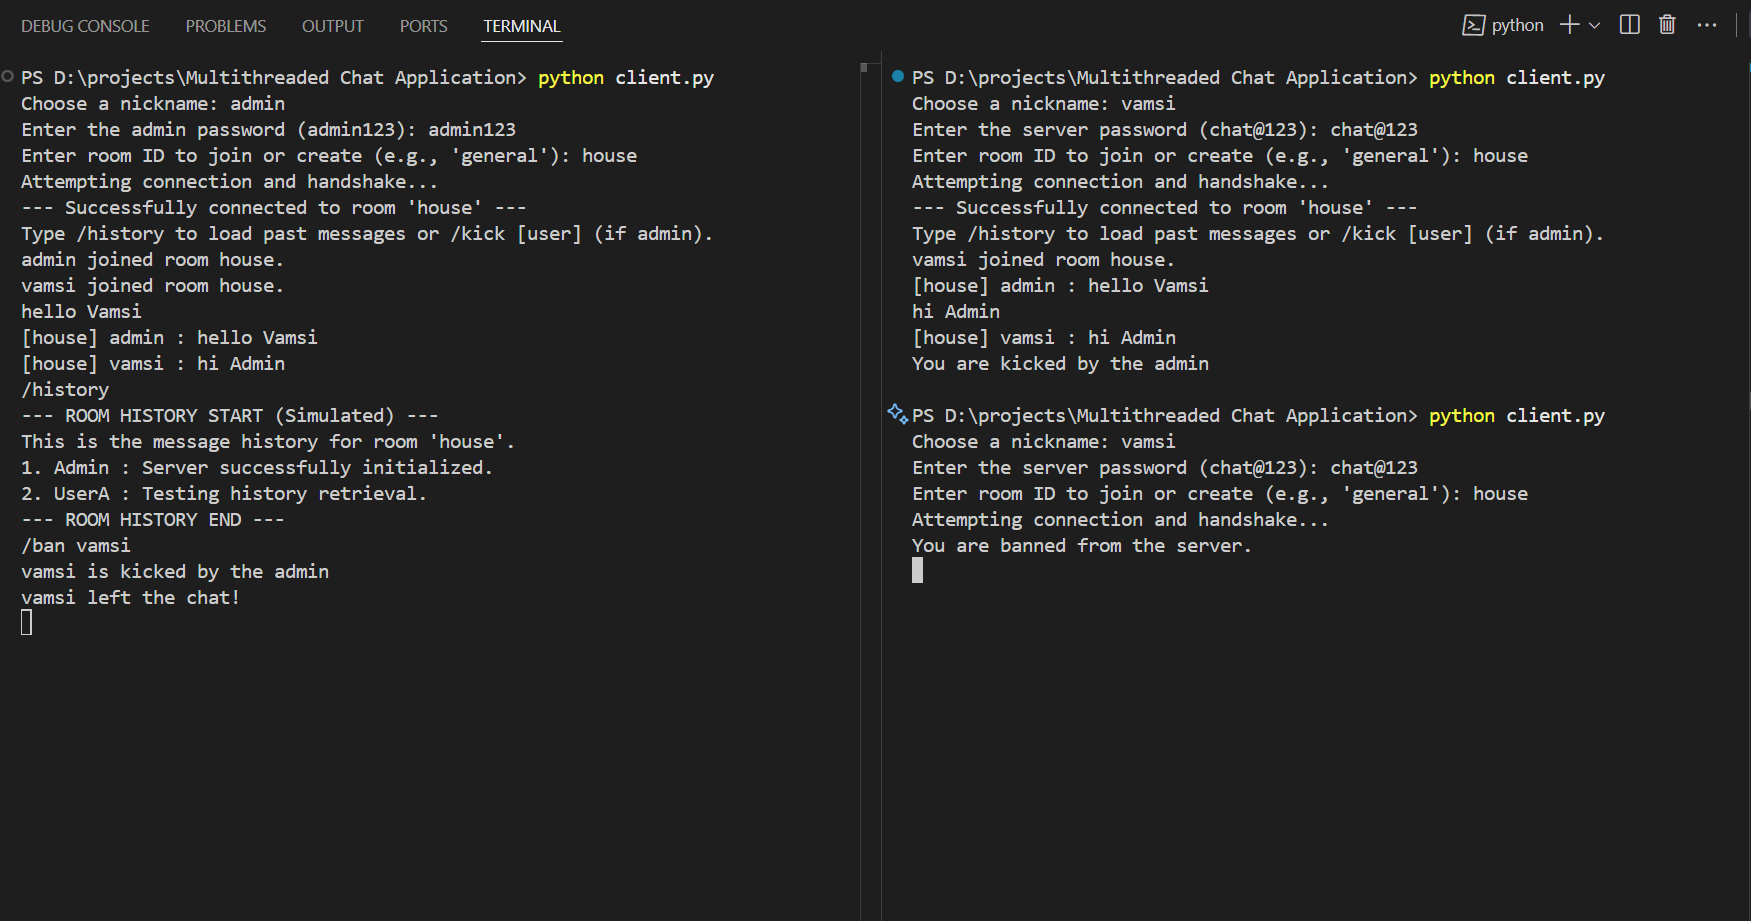 DEBUG CONSOLE PROBLEMS OUTPUT PORTS TERMINAL
python
PS D:\projects\Multithreaded Chat Application> python client.py
Choose a nickname: admin
Enter the admin password (admin123): admin123
Enter room ID to join or create (e.g., 'general'): house
Attempting connection and handshake...
--- Successfully connected to room 'house' ---
Type /history to load past messages or /kick [user] (if admin).
admin joined room house.
vamsi joined room house.
hello Vamsi
[house] admin : hello Vamsi
[house] vamsi : hi Admin
/history
--- ROOM HISTORY START (Simulated) ---
This is the message history for room 'house'.
1. Admin : Server successfully initialized.
2. UserA : Testing history retrieval.
--- ROOM HISTORY END ---
/ban vamsi
vamsi is kicked by the admin
vamsi left the chat!
PS D:\projects\Multithreaded Chat Application> python client.py
Choose a nickname: vamsi
Enter the server password (chat@123): chat@123
Enter room ID to join or create (e.g., 'general'): house
Attempting connection and handshake...
--- Successfully connected to room 'house' ---
Type /history to load past messages or /kick [user] (if admin).
vamsi joined room house.
[house] admin : hello Vamsi
hi Admin
[house] vamsi : hi Admin
You are kicked by the admin
PS D:\projects\Multithreaded Chat Application> python client.py
Choose a nickname: vamsi
Enter the server password (chat@123): chat@123
Enter room ID to join or create (e.g., 'general'): house
Attempting connection and handshake...
You are banned from the server.